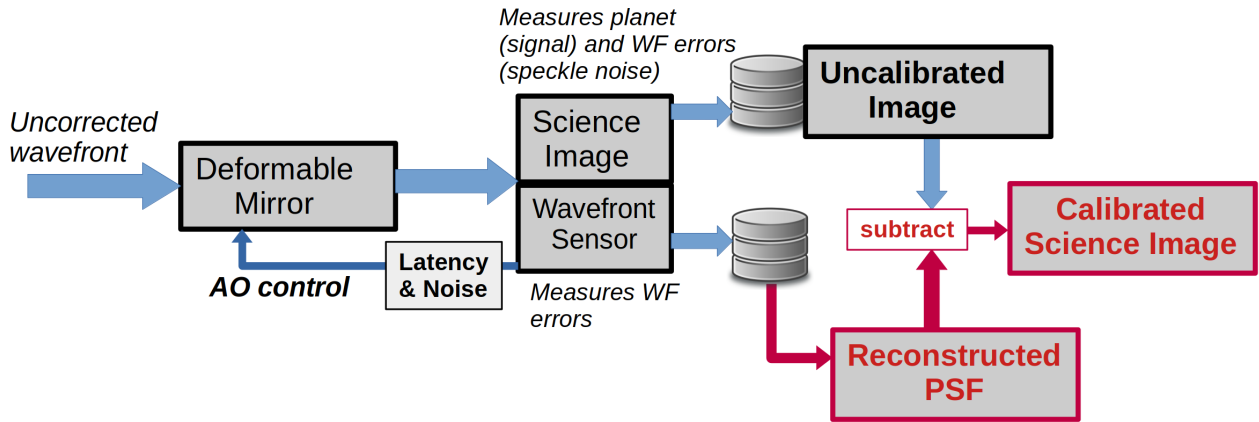 Measures planet
(signal) and WF errors
(speckle noise)
Uncalibrated
Image
Uncorrected
wavefront
Science
Image
Deformable
Mirror
Wavefront
Sensor
subtract
Calibrated
Science Image
Latency
& Noise
AO control
Measures WF
errors
Reconstructed
PSF